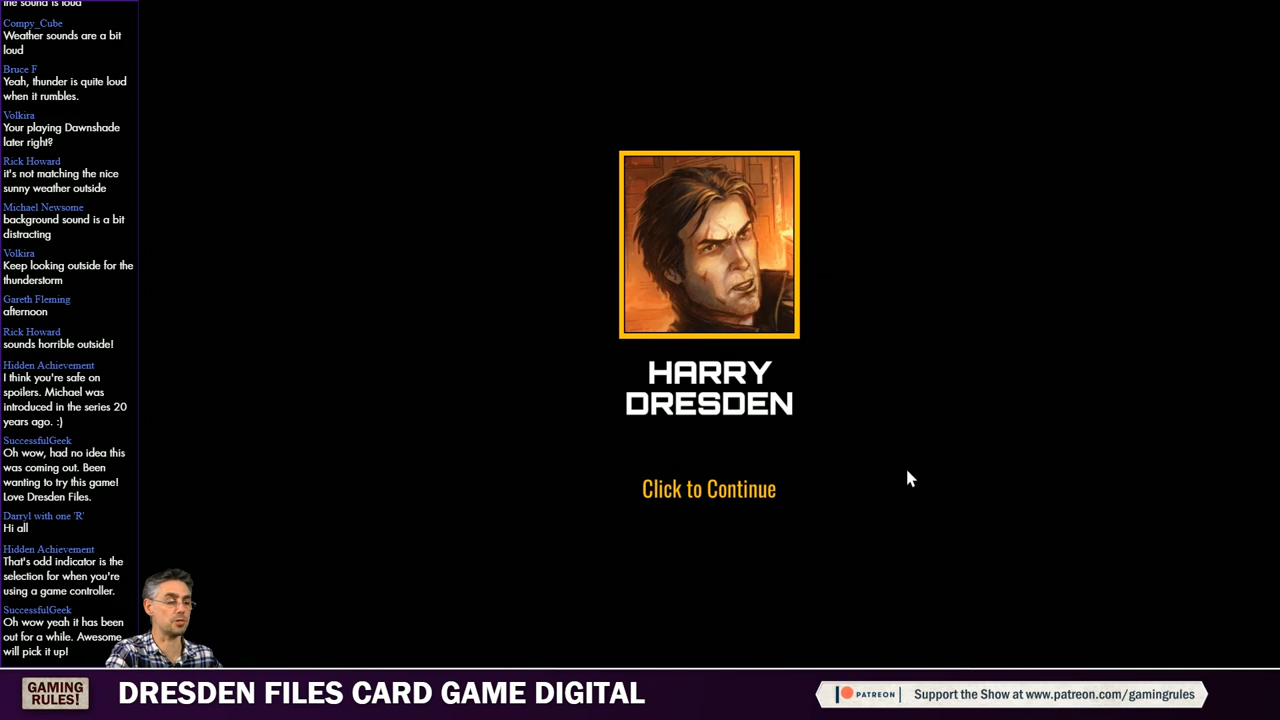 the sound is loud
Compy_Cube
Weather sounds are a bit
loud
Bruce F
Yeah, thunder is quite loud
when it rumbles.
Volkira
Your playing Dawnshade
later right?
Rick Howard
it's not matching the nice
sunny weather outside
Michael Newsome
background sound is a bit
distracting
Volkira
Keep looking outside for the
thunderstorm
Gareth Fleming
afternoon
Rick Howard
sounds horrible outside!
Hidden Achievement
I think you're safe on
spoilers. Michael was
introduced in the series 20
years ago. :)
SuccessfulGeek
Oh wow, had no idea this
was coming out. Been
wanting to try this game!
Love Dresden Files.
Darryl with one 'R'
Hi all
Hidden Achievement
That's odd indicator is the
selection for when you're
using a game controller.
SuccessfulGeek
Oh wow yeah it has been
out for a while. Awesome
will pick it up!
HARRY
DRESDEN
Click to Continue
GAMING
RULES!
DRESDEN FILES CARD GAME DIGITAL
PATREON
Support the Show at www.patreon.com/gamingrules